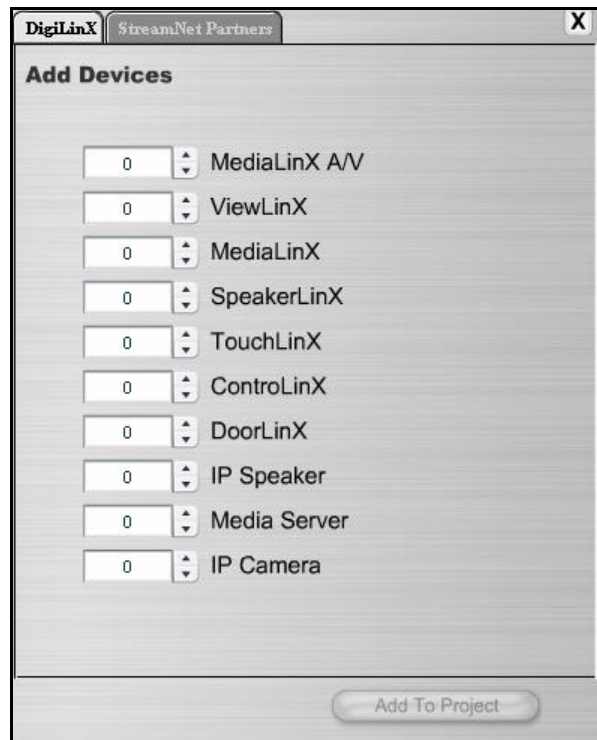 DigiLinX StreamNet Partners X
Add Devices
0 MediaLinX A/V
0 ViewLinX
0 MediaLinX
0 SpeakerLinX
0 TouchLinX
0 ControLinX
0 DoorLinX
0 IP Speaker
0 Media Server
0 IP Camera
Add To Project